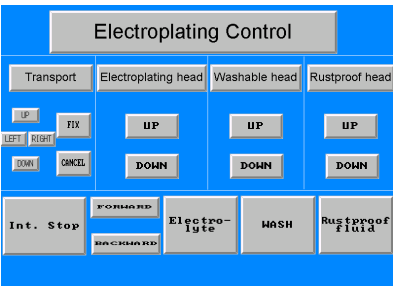 Electroplating Control
Transport
Electroplating head
Washable head
Rustproof head
UP
LEFT
RIGHT
DOWN
FIX
CANCEL
UP
DOWN
UP
DOWN
UP
DOWN
Int. Stop
FORWARD
BACKWARD
Electro-
lyte
WASH
Rustproof
fluid